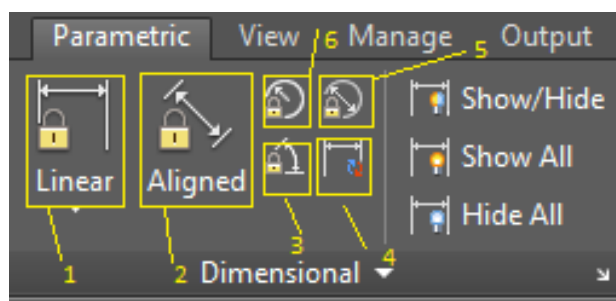 Parametric View 6 Manage 5 Output
Show/Hide
Show All
Linear Aligned
Hide All
3 4
1 2 Dimensional